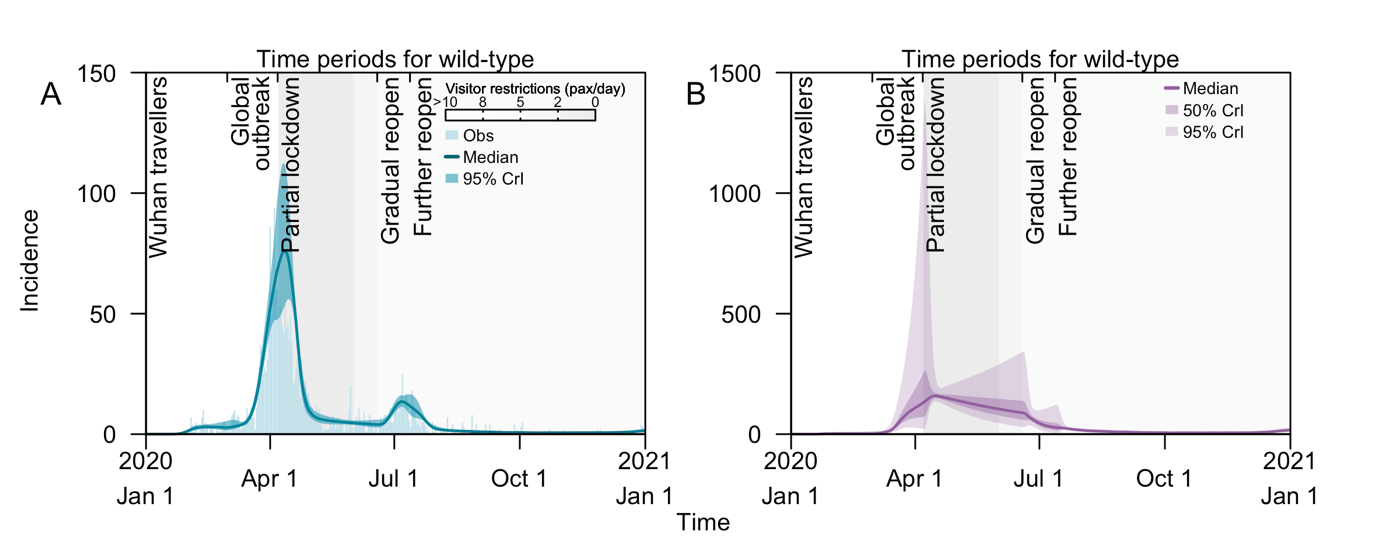 Time periods for wild-type
A
150
100
50
0
Incidence
Wuhan travellers
Global
outbreak
Partial lockdown
Gradual reopen
Further reopen
Visitor restrictions (pax/day)
>10 8 5 2 0
Obs
Median
95% CrI
2020
Jan 1
Apr 1
Jul 1
Oct 1
2021
Jan 1
Time periods for wild-type
B
1500
1000
500
0
Wuhan travellers
Global
outbreak
Partial lockdown
Gradual reopen
Further reopen
Median
50% CrI
95% CrI
2020
Jan 1
Apr 1
Jul 1
Oct 1
2021
Jan 1
Time